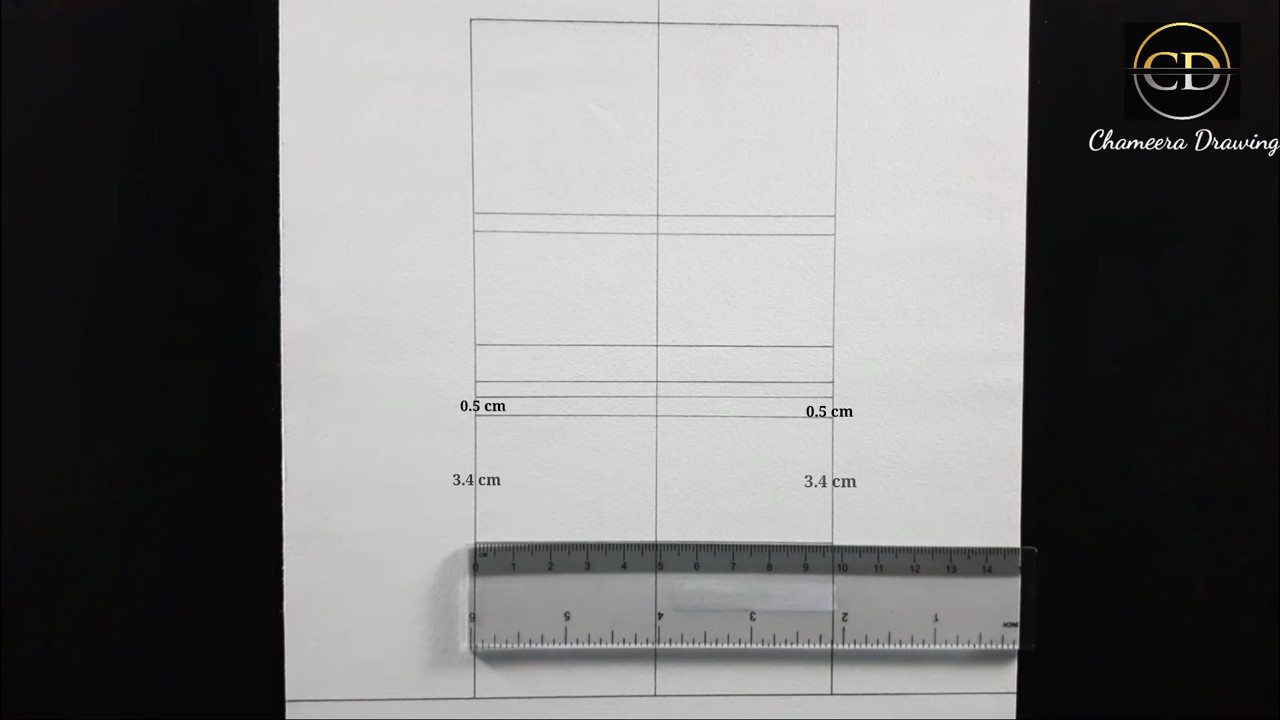 CD
Chameera Drawing
0.5 cm 0.5 cm
3.4 cm 3.4 cm
0 1 2 3 4 5 6 7 8 9 10 11 12 13 14
6 5 4 3 2 1
INCH